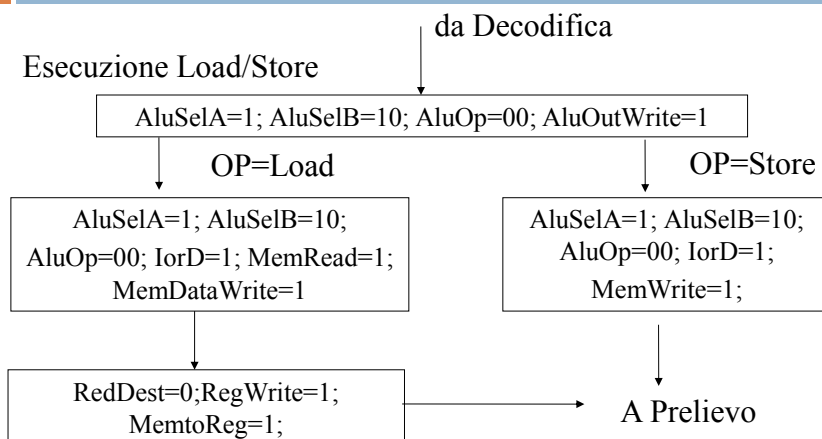 da Decodifica
Esecuzione Load/Store
AluSelA=1; AluSelB=10; AluOp=00; AluOutWrite=1
OP=Load
OP=Store
AluSelA=1; AluSelB=10;
AluOp=00; IorD=1; MemRead=1;
MemDataWrite=1
AluSelA=1; AluSelB=10;
AluOp=00; IorD=1;
MemWrite=1;
RedDest=0;RegWrite=1;
MemtoReg=1;
A Prelievo